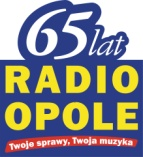 65 lat
RADIO
OPOLE
Twoje sprawy, Twoja muzyka